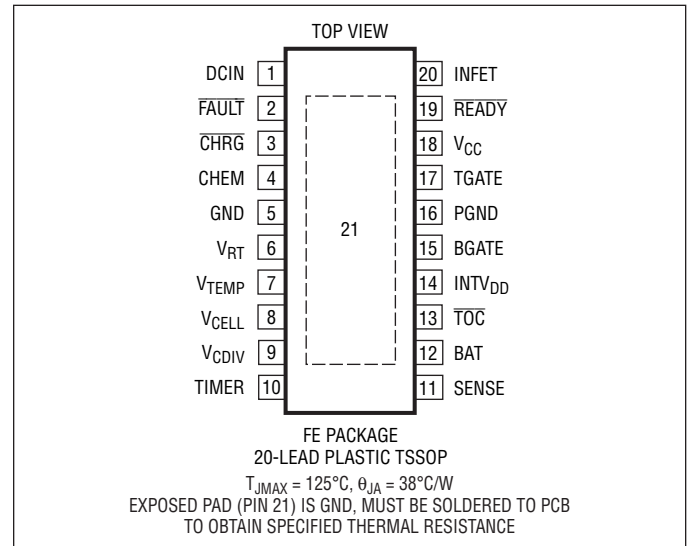 TOP VIEW
DCIN 1
FAULT 2
CHRG 3
CHEM 4
GND 5
VRT 6
VTEMP 7
VCELL 8
VCDIV 9
TIMER 10
21
20 INFET
19 READY
18 VCC
17 TGATE
16 PGND
15 BGATE
14 INTVDD
13 TOC
12 BAT
11 SENSE
FE PACKAGE
20-LEAD PLASTIC TSSOP
TJMAX = 125°C, θJA = 38°C/W
EXPOSED PAD (PIN 21) IS GND, MUST BE SOLDERED TO PCB
TO OBTAIN SPECIFIED THERMAL RESISTANCE